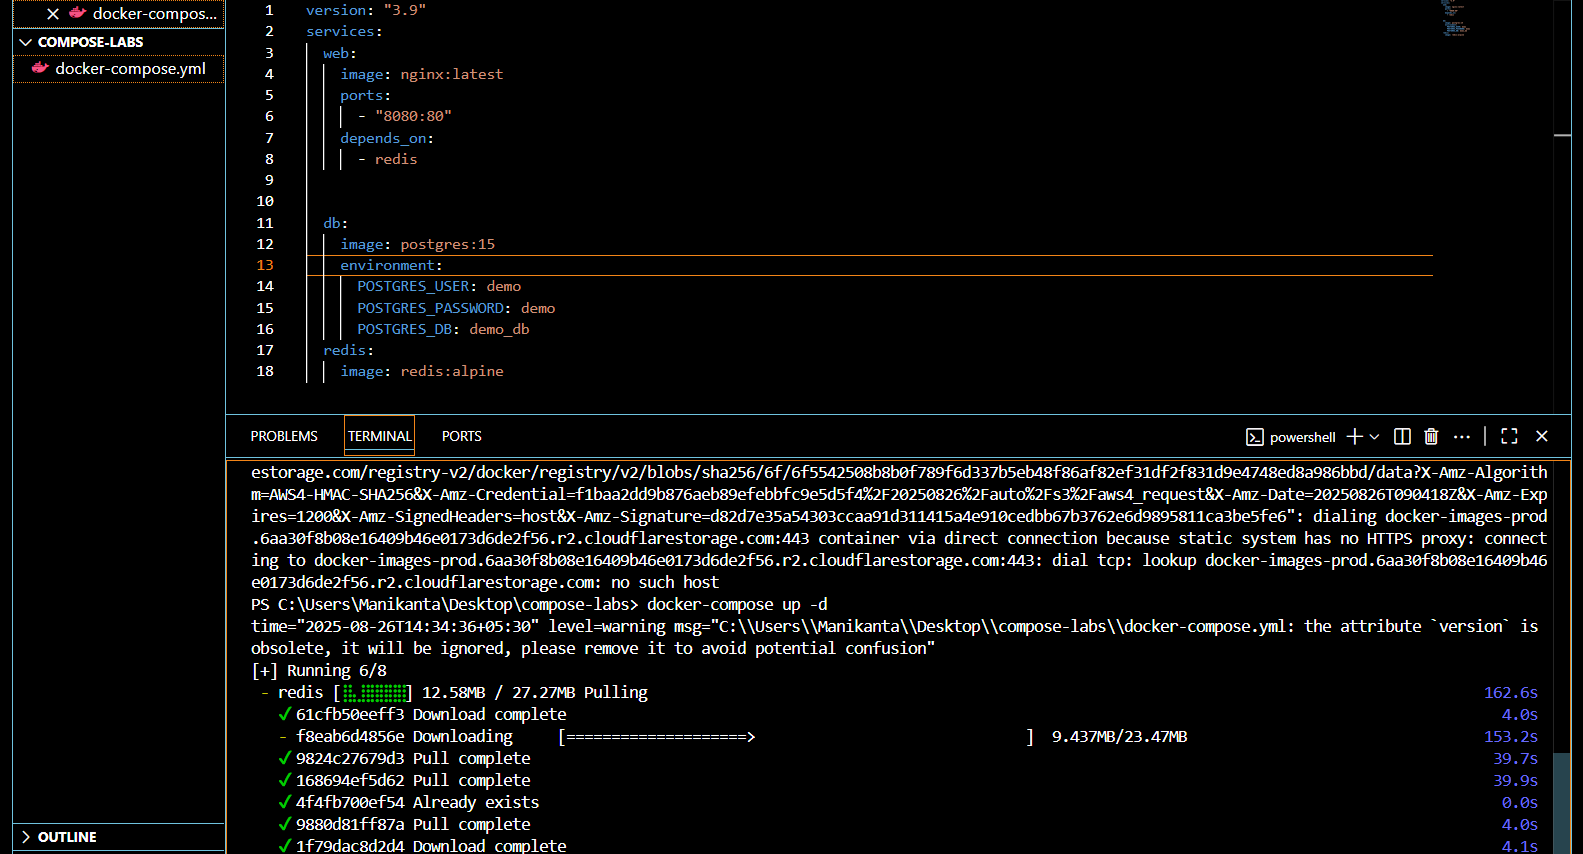 docker-compos...
COMPOSE-LABS
docker-compose.yml
OUTLINE
1 version: "3.9"
2 services:
3 web:
4 image: nginx:latest
5 ports:
6 - "8080:80"
7 depends_on:
8 - redis
9
10
11 db:
12 image: postgres:15
13 environment:
14 POSTGRES_USER: demo
15 POSTGRES_PASSWORD: demo
16 POSTGRES_DB: demo_db
17 redis:
18 image: redis:alpine
PROBLEMS TERMINAL PORTS powershell
estorage.com/registry-v2/docker/registry/v2/blobs/sha256/6f/6f5542508b8b0f789f6d337b5eb48f86af82ef31df2f831d9e4748ed8a986bbd/data?X-Amz-Algorith
m=AWS4-HMAC-SHA256&X-Amz-Credential=f1baa2dd9b876aeb89efebbfc9e5d5f4%2F20250826%2Fauto%2Fs3%2Faws4_request&X-Amz-Date=20250826T090418Z&X-Amz-Exp
ires=1200&X-Amz-SignedHeaders=host&X-Amz-Signature=d82d7e35a54303ccaa91d311415a4e910cedbb67b3762e6d9895811ca3be5fe6": dialing docker-images-prod
.6aa30f8b08e16409b46e0173d6de2f56.r2.cloudflarestorage.com:443 container via direct connection because static system has no HTTPS proxy: connect
ing to docker-images-prod.6aa30f8b08e16409b46e0173d6de2f56.r2.cloudflarestorage.com:443: dial tcp: lookup docker-images-prod.6aa30f8b08e16409b46
e0173d6de2f56.r2.cloudflarestorage.com: no such host
PS C:\Users\Manikanta\Desktop\compose-labs> docker-compose up -d
time="2025-08-26T14:34:36+05:30" level=warning msg="C:\\Users\\Manikanta\\Desktop\\compose-labs\\docker-compose.yml: the attribute `version` is
obsolete, it will be ignored, please remove it to avoid potential confusion"
[+] Running 6/8
- redis [⣿⣿⣿⣿⣿⣿⣿] 12.58MB / 27.27MB Pulling 162.6s
✔ 61cfb50eeff3 Download complete 4.0s
- f8eab6d4856e Downloading [====================> ] 9.437MB/23.47MB 153.2s
✔ 9824c27679d3 Pull complete 39.7s
✔ 168694ef5d62 Pull complete 39.9s
✔ 4f4fb700ef54 Already exists 0.0s
✔ 9880d81ff87a Pull complete 4.0s
✔ 1f79dac8d2d4 Download complete 4.1s